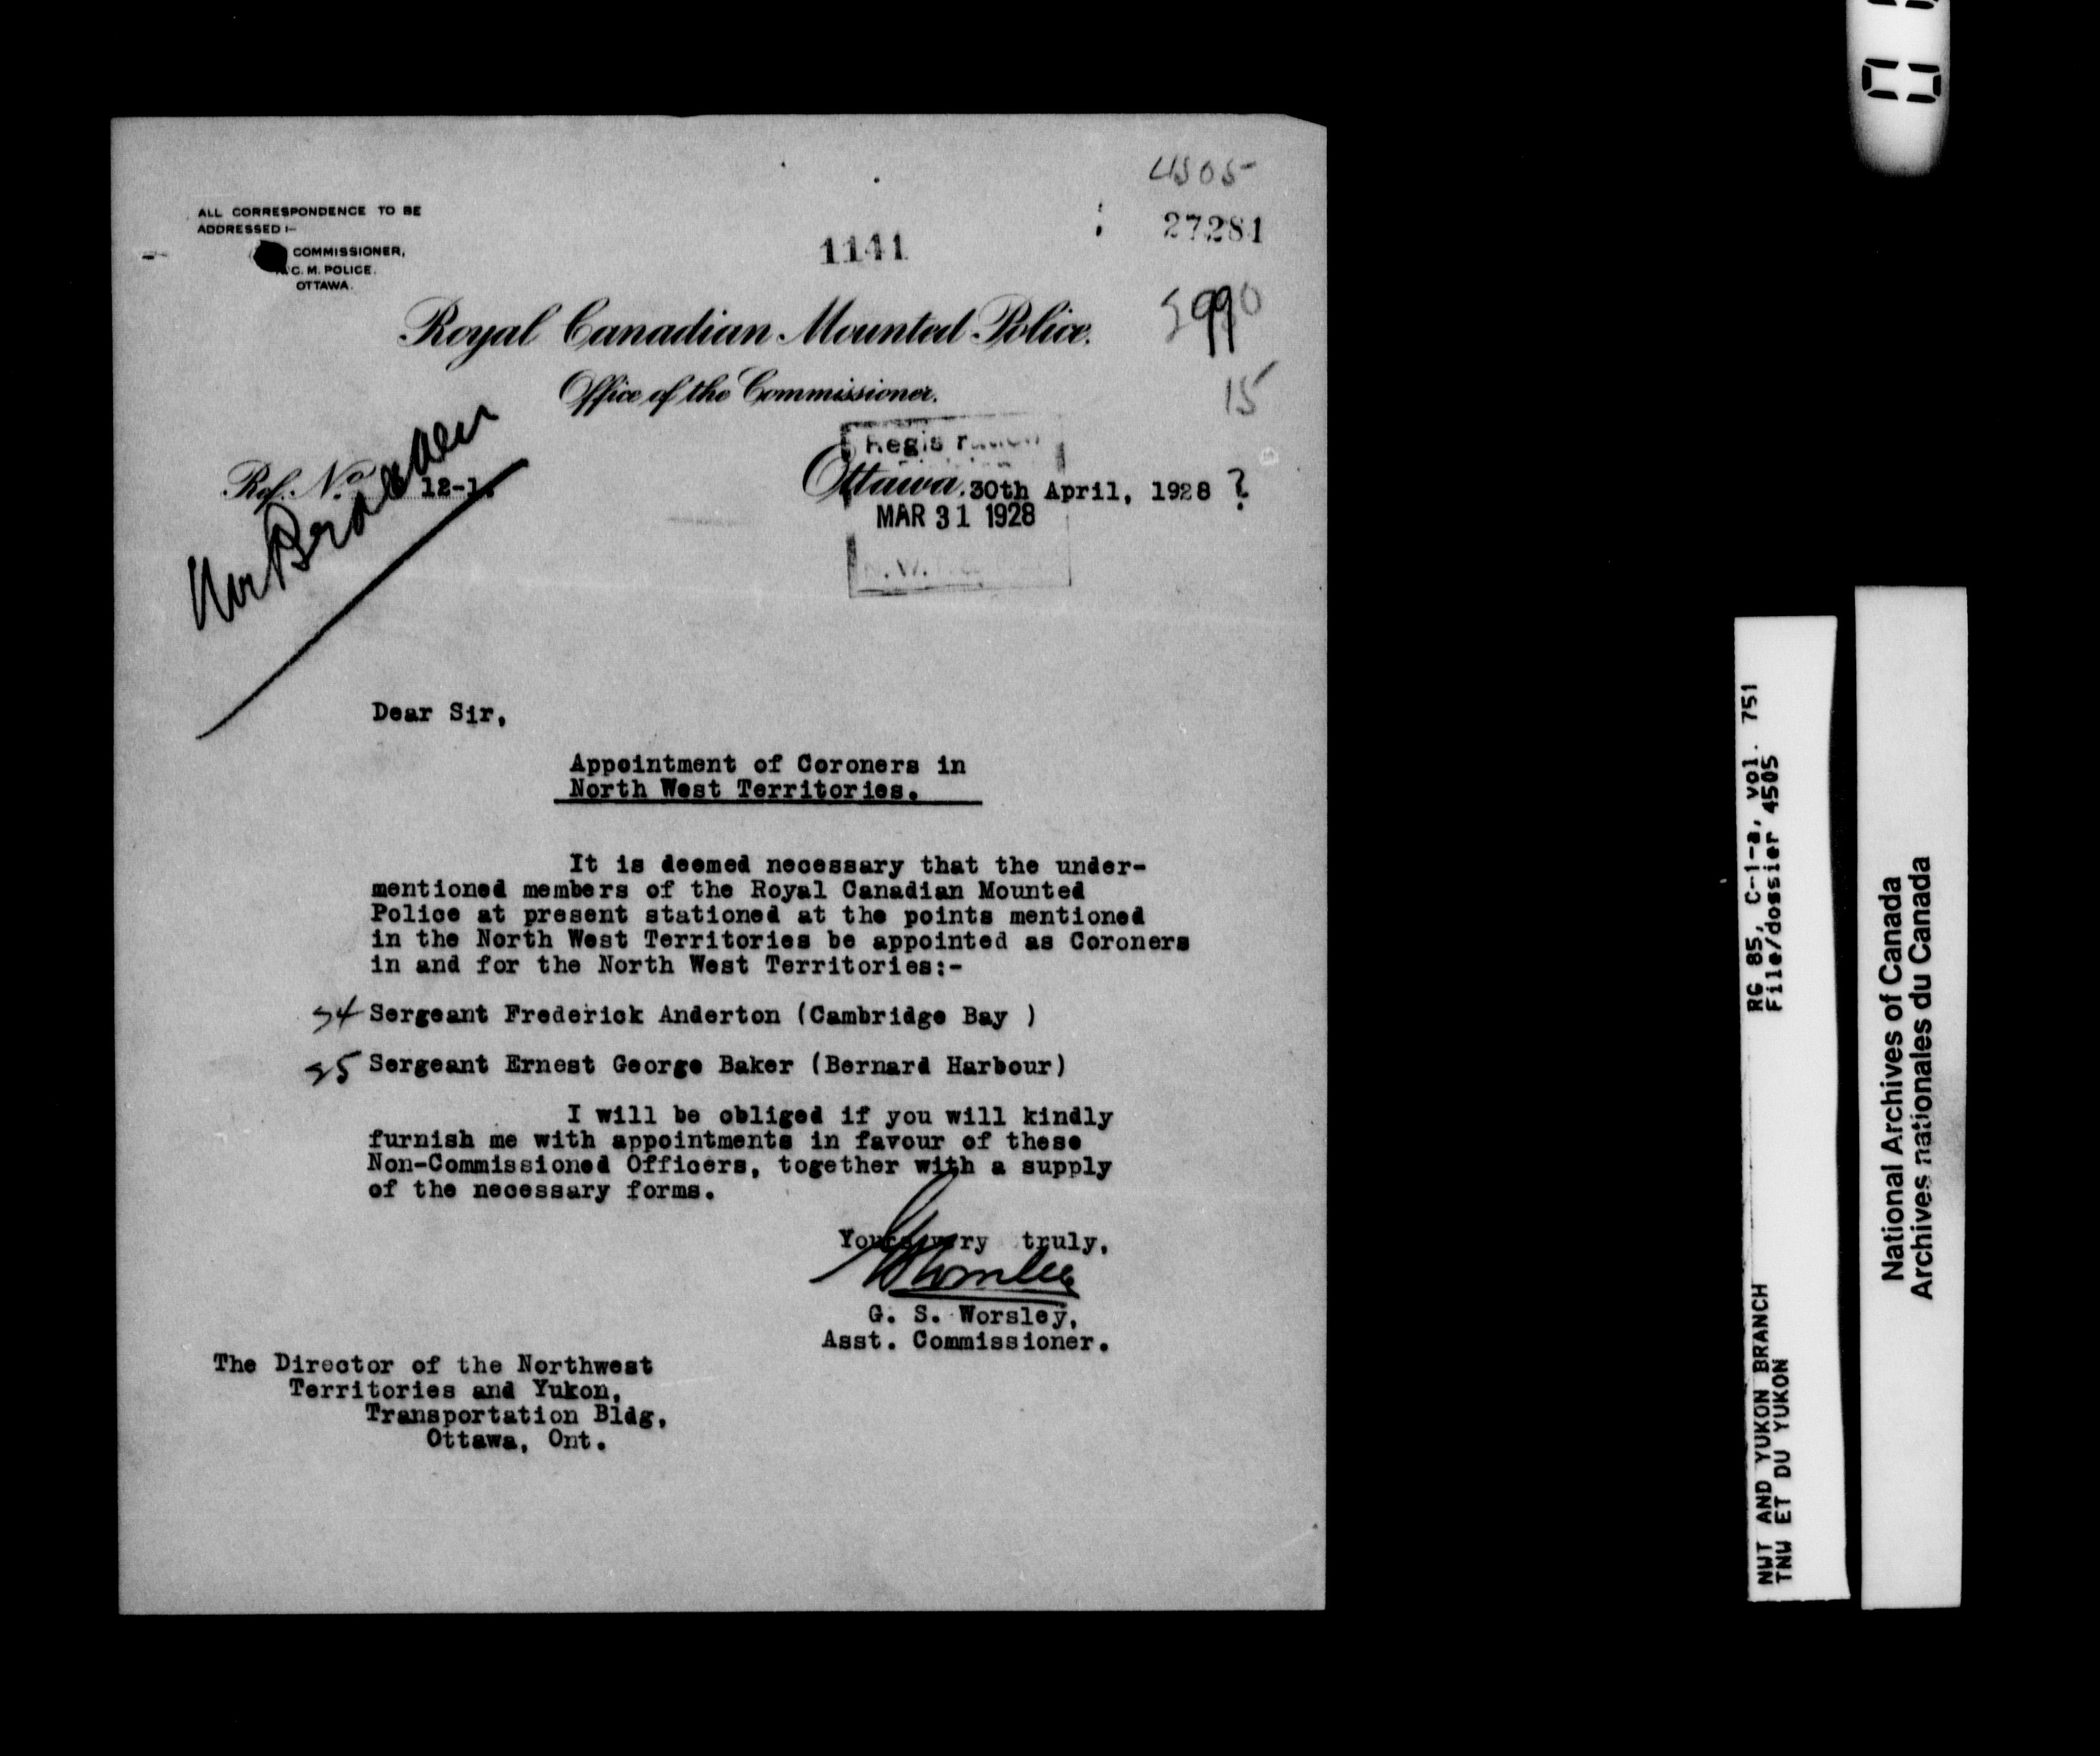 4505
27281
ALL CORRESPONDENCE TO BE
ADDRESSED :-
COMMISSIONER,
C. M. POLICE.
OTTAWA.
1141
Royal Canadian Mounted Police.
Office of the Commissioner.
15
Ref. No. 12-1.
Registration
Ottawa. 30th April, 1928 ?
MAR 31 1928
Dear Sir,
Appointment of Coroners in
North West Territories.
It is deemed necessary that the under-
mentioned members of the Royal Canadian Mounted
Police at present stationed at the points mentioned
in the North West Territories be appointed as Coroners
in and for the North West Territories:-
Sergeant Frederick Anderton (Cambridge Bay )
Sergeant Ernest George Baker (Bernard Harbour)
I will be obliged if you will kindly
furnish me with appointments in favour of these
Non-Commissioned Officers, together with a supply
of the necessary forms.
Yours very truly,
G. S. Worsley,
Asst. Commissioner.
The Director of the Northwest
Territories and Yukon,
Transportation Bldg,
Ottawa, Ont.
RG 85, C-1-a, vol. 751
File/dossier 4505
NWT AND YUKON BRANCH
TNW ET DU YUKON
National Archives of Canada
Archives nationales du Canada